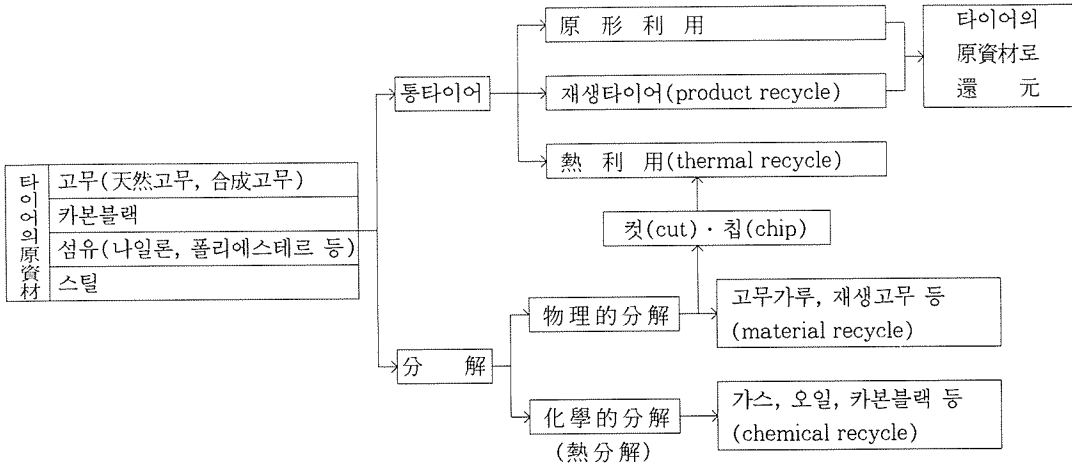 타이어의原資材
고무(天然고무, 合成고무)
카본블랙
섬유(나일론, 폴리에스테르 등)
스틸
통타이어
原形利用
재생타이어(product recycle)
熱利用(thermal recycle)
타이어의
原資材로
還元
컷(cut)·칩(chip)
分解
物理的分解
고무가루, 재생고무 등
(material recycle)
化學的分解
(熱分解)
가스, 오일, 카본블랙 등
(chemical recycle)